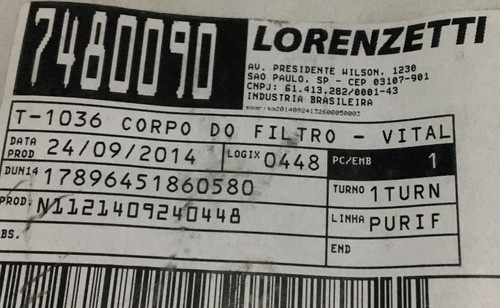 7480090
LORENZETTI
AV. PRESIDENTE WILSON, 1230
SAO PAULO, SP - CEP 03107-901
CNPJ: 61.413.282/0001-43
INDUSTRIA BRASILEIRA
T-1036 CORPO DO FILTRO - VITAL
DATA PROD 24/09/2014 LOGIX 0448 PC/EMB 1
DUN14 17896451860580 TURNO 1TURN
PROD. N1121409240448 LINHA PURIF
BS. END